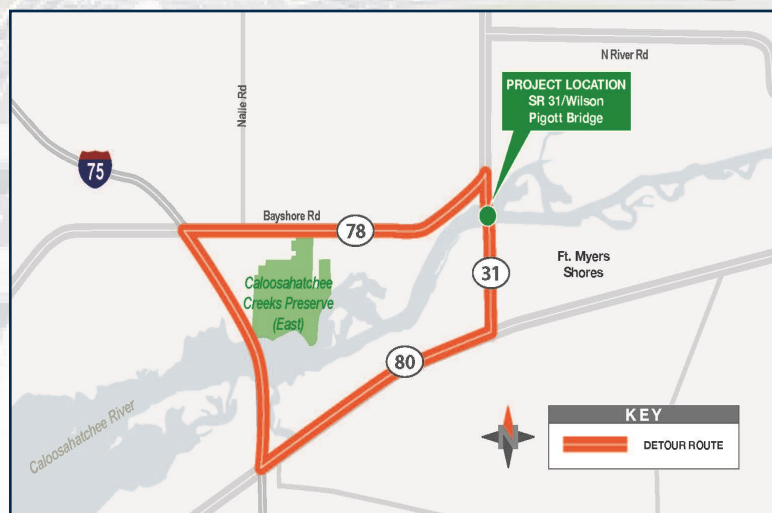 N River Rd
Nalle Rd
PROJECT LOCATION
SR 31/Wilson
Pigott Bridge
75
Bayshore Rd
78
31
Ft. Myers
Shores
Caloosahatchee
Creeks Preserve
(East)
80
Caloosahatchee River
KEY
DETOUR ROUTE